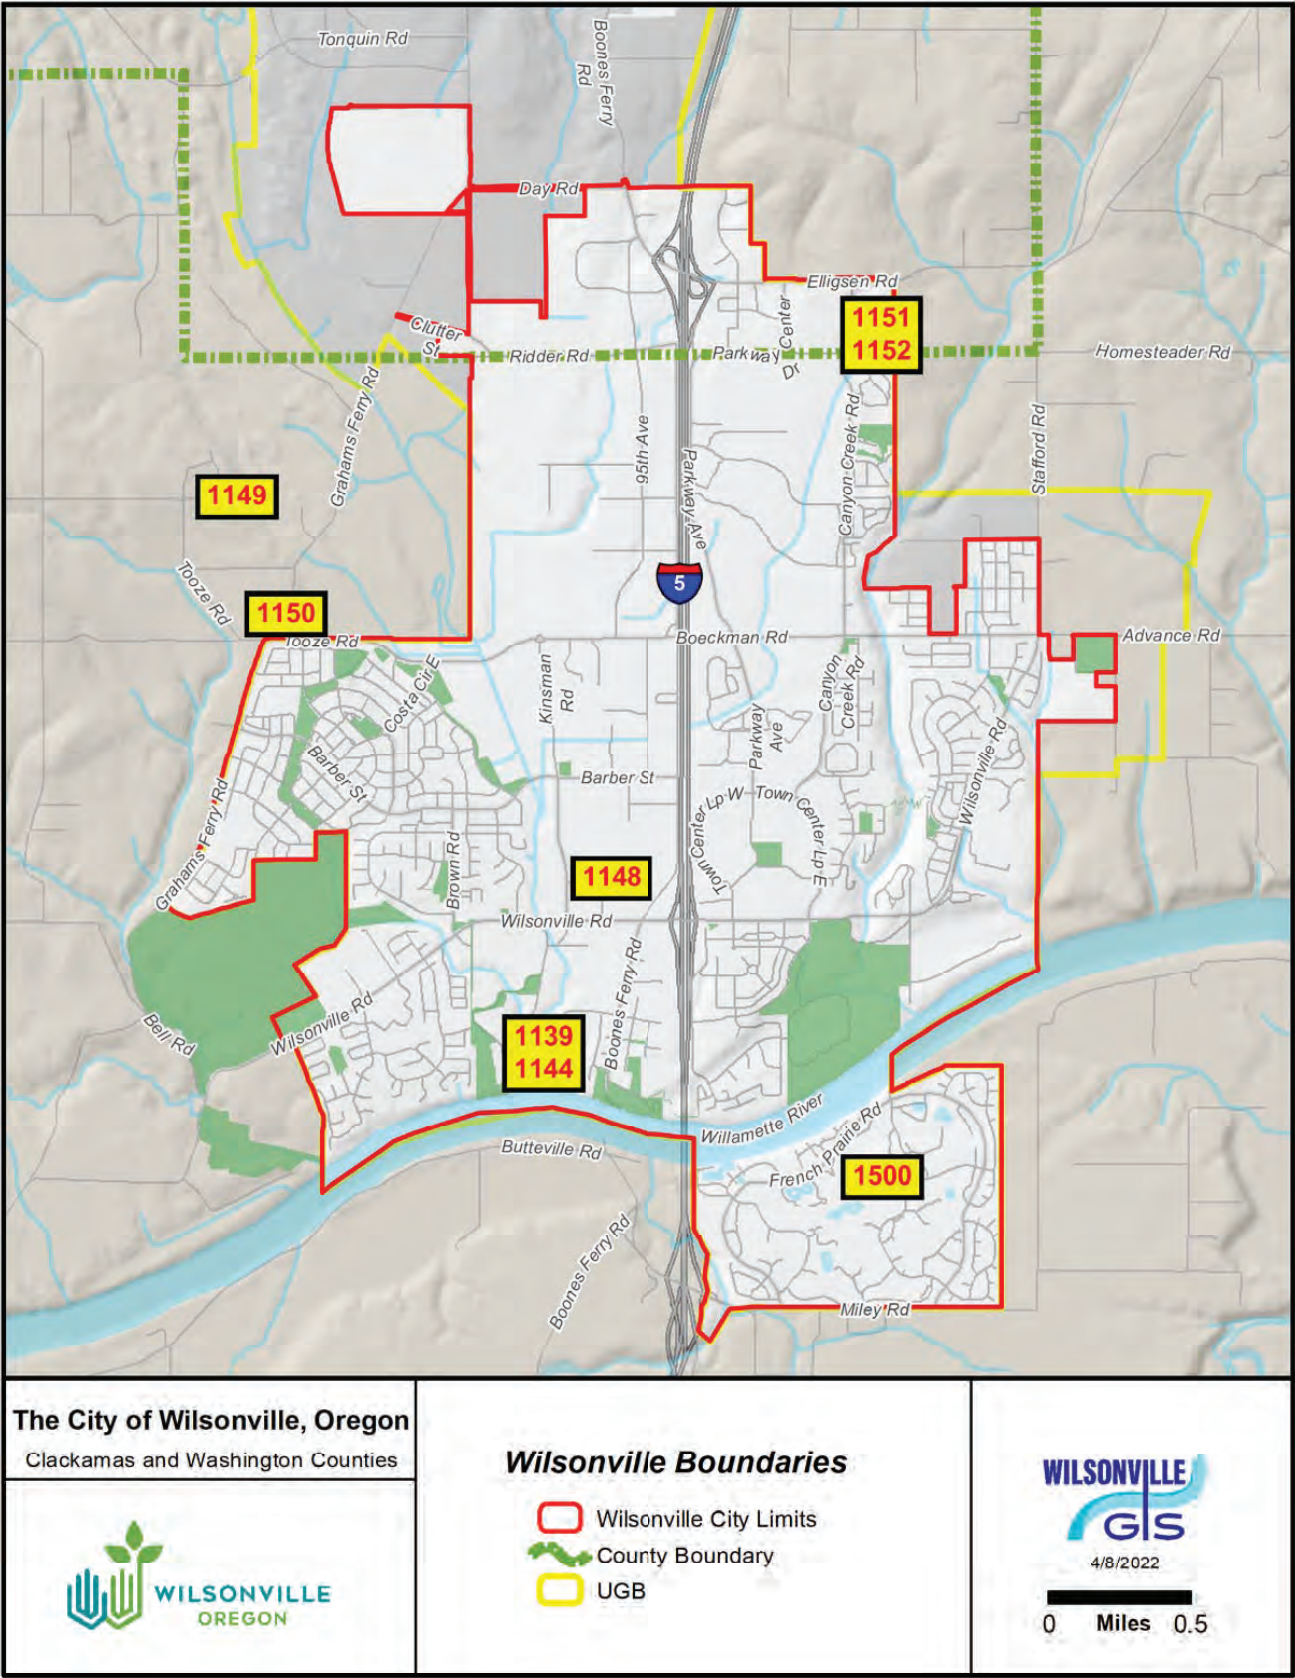 Tonquin Rd
Boones Ferry
Rd
Day Rd
Elligsen Rd
Clutter
St
Ridder Rd
Parkway
Center
Dr
1151
1152
Homesteader Rd
Grahams Ferry Rd
95th Ave
Parkway Ave
Canyon Creek Rd
Stafford Rd
1149
Tooze Rd
5
1150
Tooze Rd
Boeckman Rd
Advance Rd
Costa Cir E
Kinsman
Rd
Canyon
Creek Rd
Parkway
Ave
Wilsonville Rd
Barber St
Barber St
Grahams Ferry Rd
Town Center Lp W
Town Center Lp E
Brown Rd
1148
Wilsonville Rd
Boones Ferry Rd
Bell Rd
Wilsonville Rd
1139
1144
Willamette River
Butteville Rd
French Prairie Rd
1500
Boones Ferry Rd
Miley Rd
The City of Wilsonville, Oregon
Clackamas and Washington Counties
WILSONVILLE
OREGON
Wilsonville Boundaries
Wilsonville City Limits
County Boundary
UGB
WILSONVILLE
GIS
4/8/2022
0 Miles 0.5